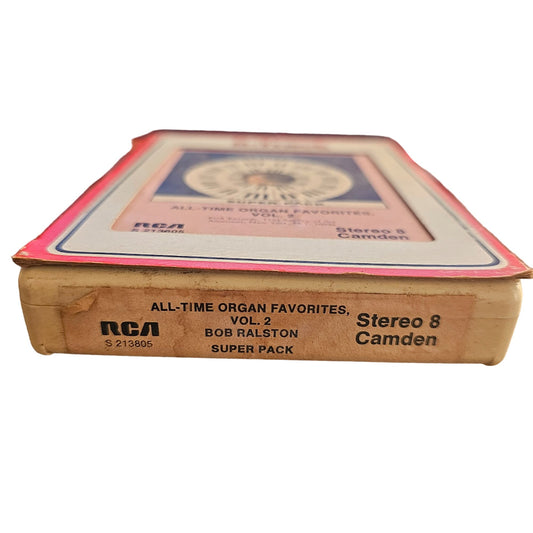 SUPER PACK
ALL-TIME ORGAN FAVORITES,
VOL. 2
RCA
S 213805
Stereo 8
Camden
ALL-TIME ORGAN FAVORITES,
VOL. 2
BOB RALSTON
SUPER PACK
RCA
S 213805
Stereo 8
Camden